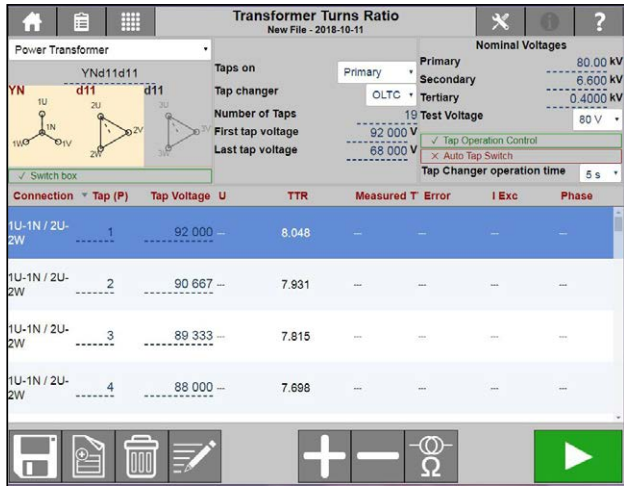 Transformer Turns Ratio
New File - 2018-10-11
?
Power Transformer
YNd11d11
YN d11 d11
1U 1N 1W 1V
2U 2V 2W
3U 3V 3W
✓ Switch box
Taps on Primary
Tap changer OLTC
Number of Taps 19
First tap voltage 92 000 V
Last tap voltage 68 000 V
Nominal Voltages
Primary 80.00 kV
Secondary 6.600 kV
Tertiary 0.4000 kV
Test Voltage 80 V
✓ Tap Operation Control
✕ Auto Tap Switch
Tap Changer operation time 5 s
Connection Tap (P) Tap Voltage U TTR Measured T Error I Exc Phase
1U-1N / 2U-
2W 1 92 000 --- 8.048 --- --- --- ---
1U-1N / 2U-
2W 2 90 667 --- 7.931 --- --- --- ---
1U-1N / 2U-
2W 3 89 333 --- 7.815 --- --- --- ---
1U-1N / 2U-
2W 4 88 000 --- 7.698 --- --- --- ---
Ω